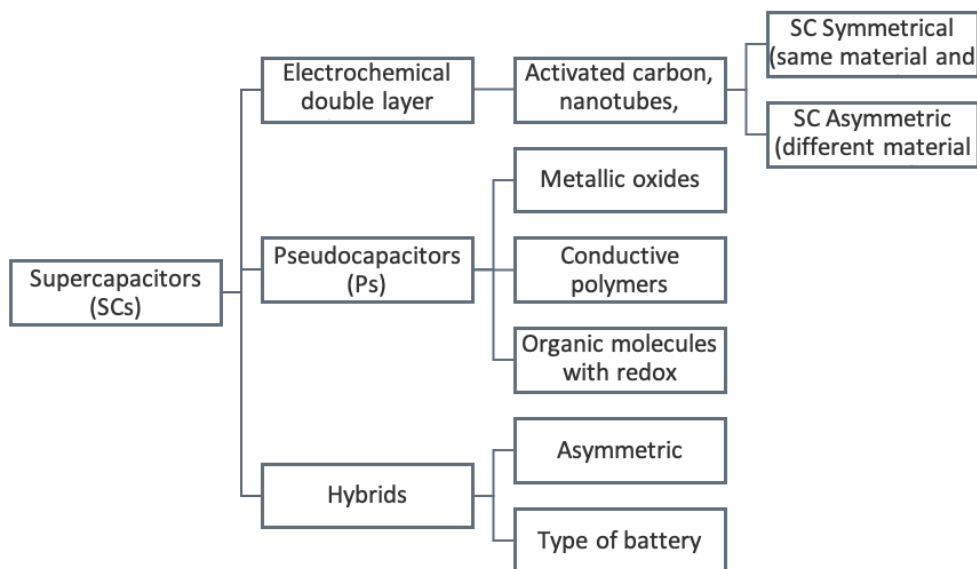 Supercapacitors
(SCs)
Electrochemical
double layer
Activated carbon,
nanotubes,
SC Symmetrical
(same material and
SC Asymmetric
(different material
Pseudocapacitors
(Ps)
Metallic oxides
Conductive
polymers
Organic molecules
with redox
Hybrids
Asymmetric
Type of battery